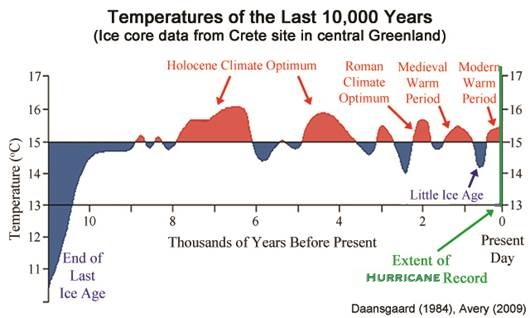 Temperatures of the Last 10,000 Years
(Ice core data from Crete site in central Greenland)
Holocene Climate Optimum
Roman
Climate
Optimum
Medieval
Warm
Period
Modern
Warm
Period
17
16
15
14
13
12
11
Temperature (°C)
17
16
15
14
13
Little Ice Age
End of
Last
Ice Age
10
8
6
4
2
0
Thousands of Years Before Present
Present
Day
Extent of
HURRICANE Record
Daansgaard (1984), Avery (2009)